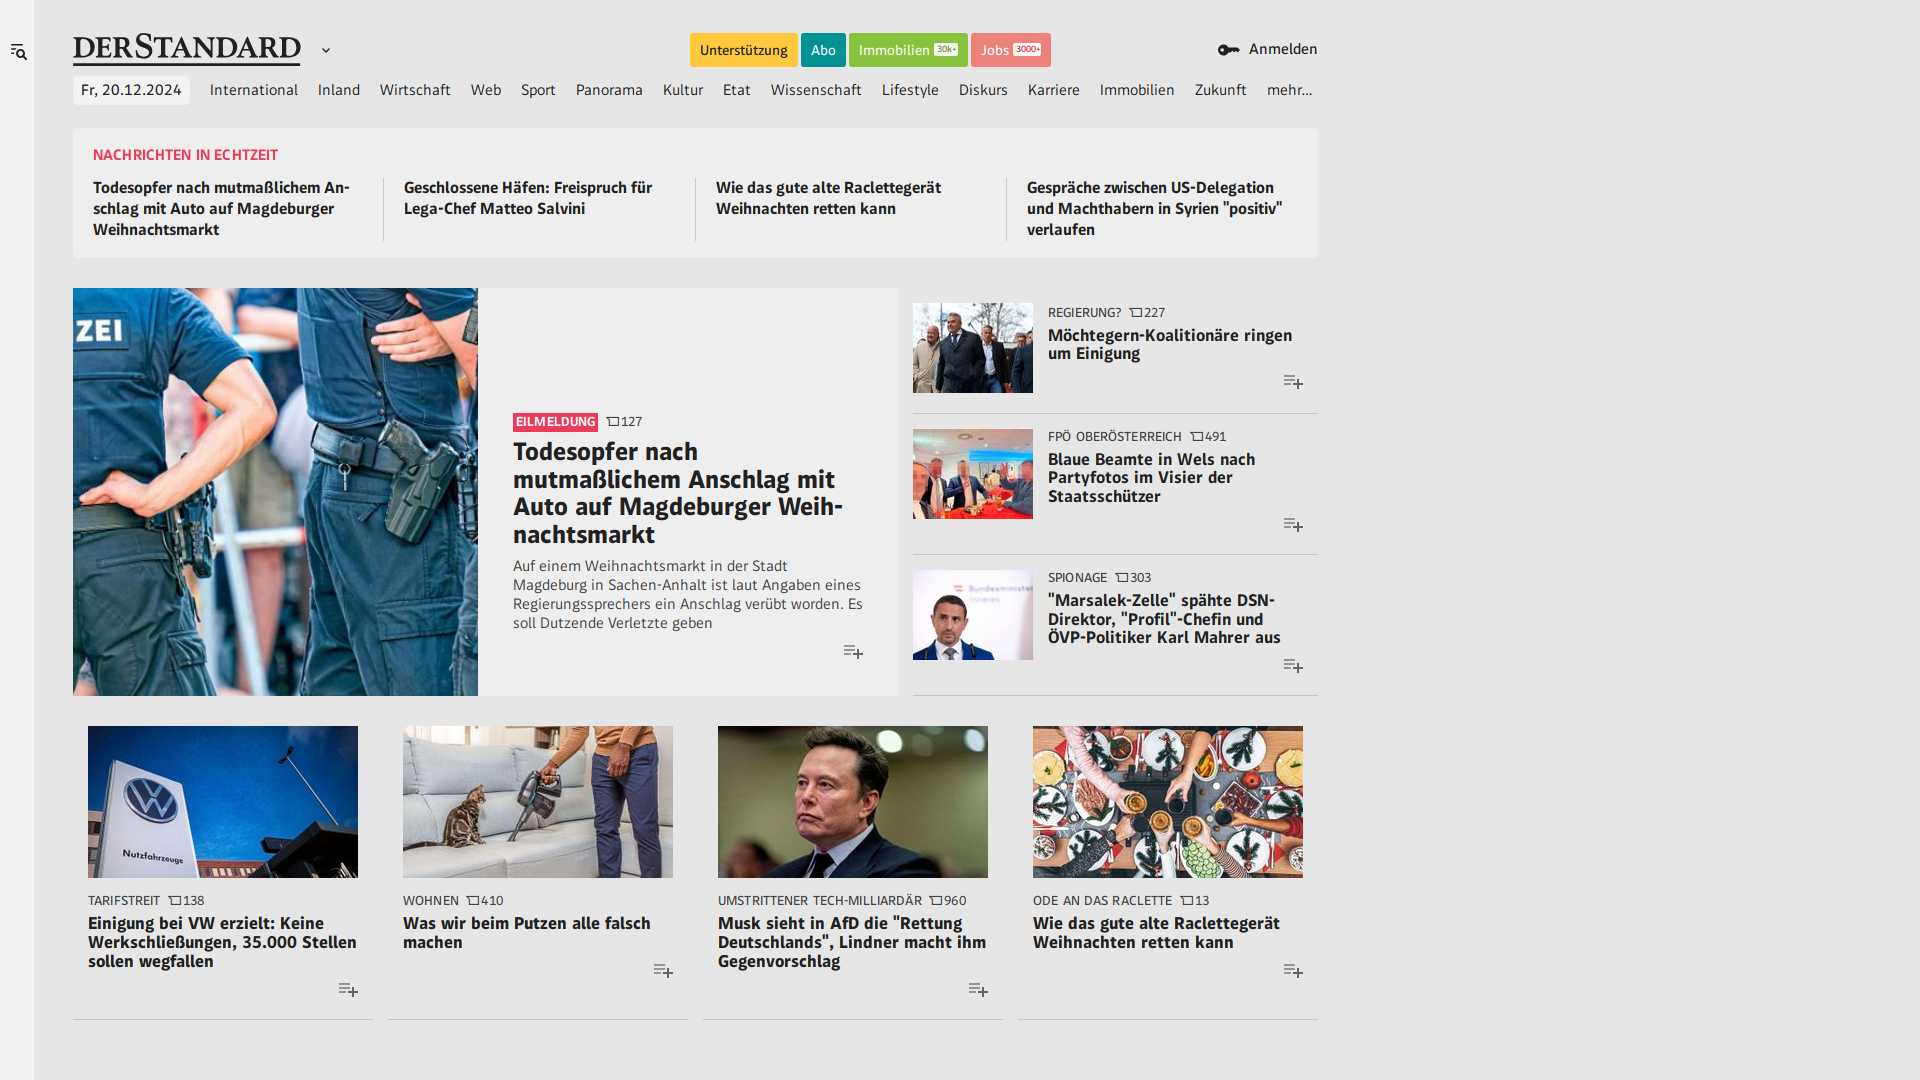 DERSTANDARD
Unterstützung
Abo
Immobilien 30k+
Jobs 3000+
Anmelden
Fr, 20.12.2024
International
Inland
Wirtschaft
Web
Sport
Panorama
Kultur
Etat
Wissenschaft
Lifestyle
Diskurs
Karriere
Immobilien
Zukunft
mehr...
NACHRICHTEN IN ECHTZEIT
Todesopfer nach mutmaßlichem An-
schlag mit Auto auf Magdeburger
Weihnachtsmarkt
Geschlossene Häfen: Freispruch für
Lega-Chef Matteo Salvini
Wie das gute alte Raclettegerät
Weihnachten retten kann
Gespräche zwischen US-Delegation
und Machthabern in Syrien "positiv"
verlaufen
ZEI
EILMELDUNG 127
Todesopfer nach
mutmaßlichem Anschlag mit
Auto auf Magdeburger Weih-
nachtsmarkt
Auf einem Weihnachtsmarkt in der Stadt
Magdeburg in Sachen-Anhalt ist laut Angaben eines
Regierungssprechers ein Anschlag verübt worden. Es
soll Dutzende Verletzte geben
REGIERUNG? 227
Möchtegern-Koalitionäre ringen
um Einigung
FPÖ OBERÖSTERREICH 491
Blaue Beamte in Wels nach
Partyfotos im Visier der
Staatsschützer
Bundesminister
Inneres
SPIONAGE 303
"Marsalek-Zelle" spähte DSN-
Direktor, "Profil"-Chefin und
ÖVP-Politiker Karl Mahrer aus
Nutzfahrzeuge
TARIFSTREIT 138
Einigung bei VW erzielt: Keine
Werkschließungen, 35.000 Stellen
sollen wegfallen
WOHNEN 410
Was wir beim Putzen alle falsch
machen
UMSTRITTENER TECH-MILLIARDÄR 960
Musk sieht in AfD die "Rettung
Deutschlands", Lindner macht ihm
Gegenvorschlag
ODE AN DAS RACLETTE 13
Wie das gute alte Raclettegerät
Weihnachten retten kann